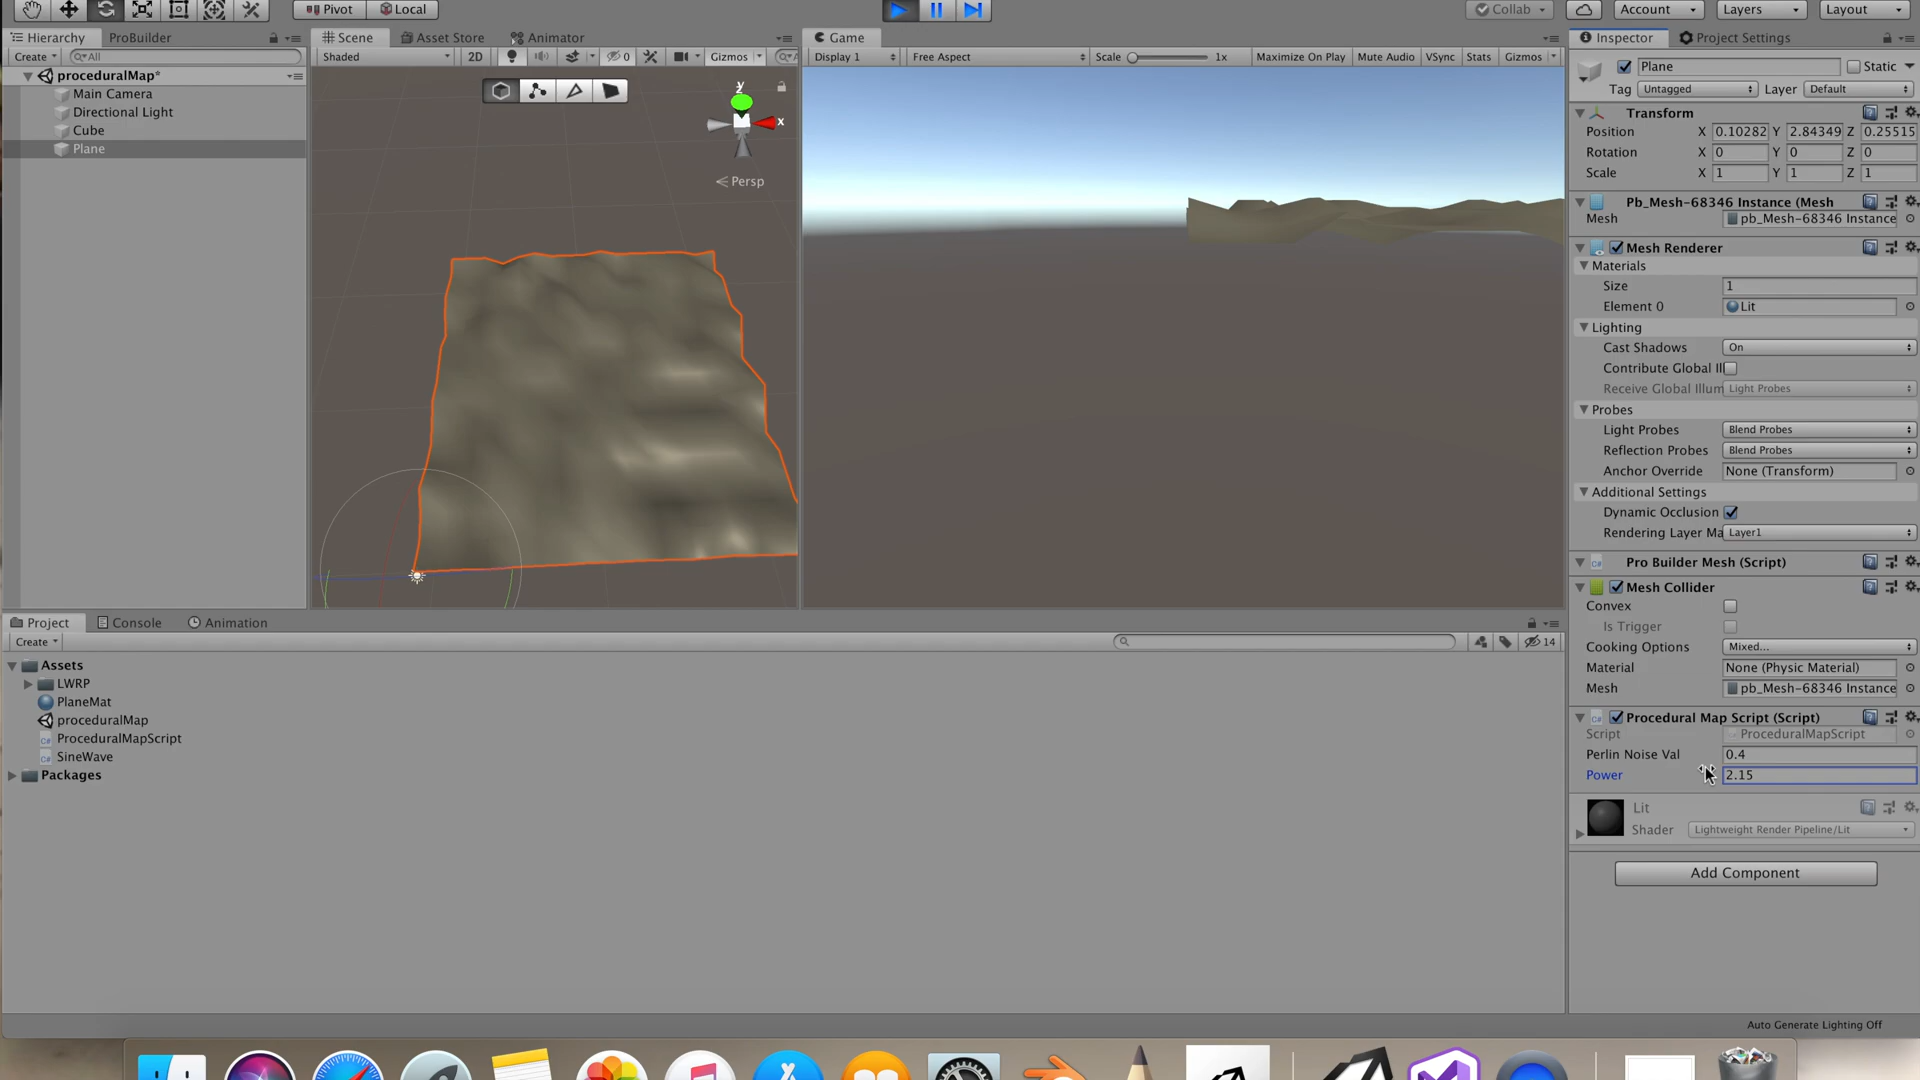 Pivot Local Collab Account Layers Layout
Hierarchy ProBuilder
Create All
proceduralMap*
Main Camera
Directional Light
Cube
Plane
Scene Asset Store Animator
Shaded 2D 0 Gizmos All
y
x
Persp
Game
Display 1 Free Aspect Scale 1x Maximize On Play Mute Audio VSync Stats Gizmos
Inspector Project Settings
Plane Static
Tag Untagged Layer Default
Transform
Position X 0.10282 Y 2.84349 Z 0.25515
Rotation X 0 Y 0 Z 0
Scale X 1 Y 1 Z 1
Pb_Mesh-68346 Instance (Mesh
Mesh pb_Mesh-68346 Instance
Mesh Renderer
Materials
Size 1
Element 0 Lit
Lighting
Cast Shadows On
Contribute Global Ill
Receive Global Illum Light Probes
Probes
Light Probes Blend Probes
Reflection Probes Blend Probes
Anchor Override None (Transform)
Additional Settings
Dynamic Occlusion
Rendering Layer Ma Layer1
Pro Builder Mesh (Script)
Mesh Collider
Convex
Is Trigger
Cooking Options Mixed...
Material None (Physic Material)
Mesh pb_Mesh-68346 Instance
Procedural Map Script (Script)
Script ProceduralMapScript
Perlin Noise Val 0.4
Power 2.15
Lit
Shader Lightweight Render Pipeline/Lit
Add Component
Project Console Animation
Create 14
Assets
LWRP
PlaneMat
proceduralMap
C# ProceduralMapScript
C# SineWave
Packages
Auto Generate Lighting Off